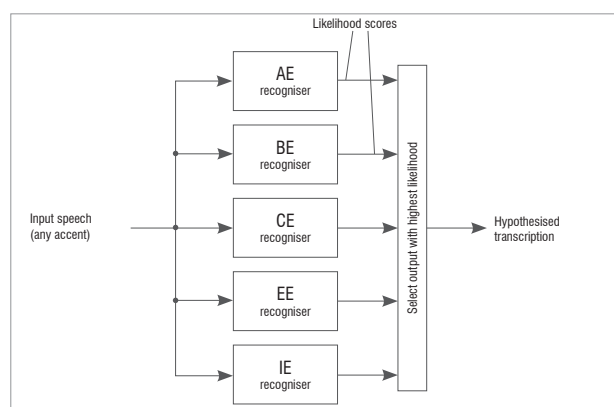 Likelihood scores
AE
recogniser
BE
recogniser
CE
recogniser
EE
recogniser
IE
recogniser
Input speech
(any accent)
Select output with highest likelihood
Hypothesised
transcription